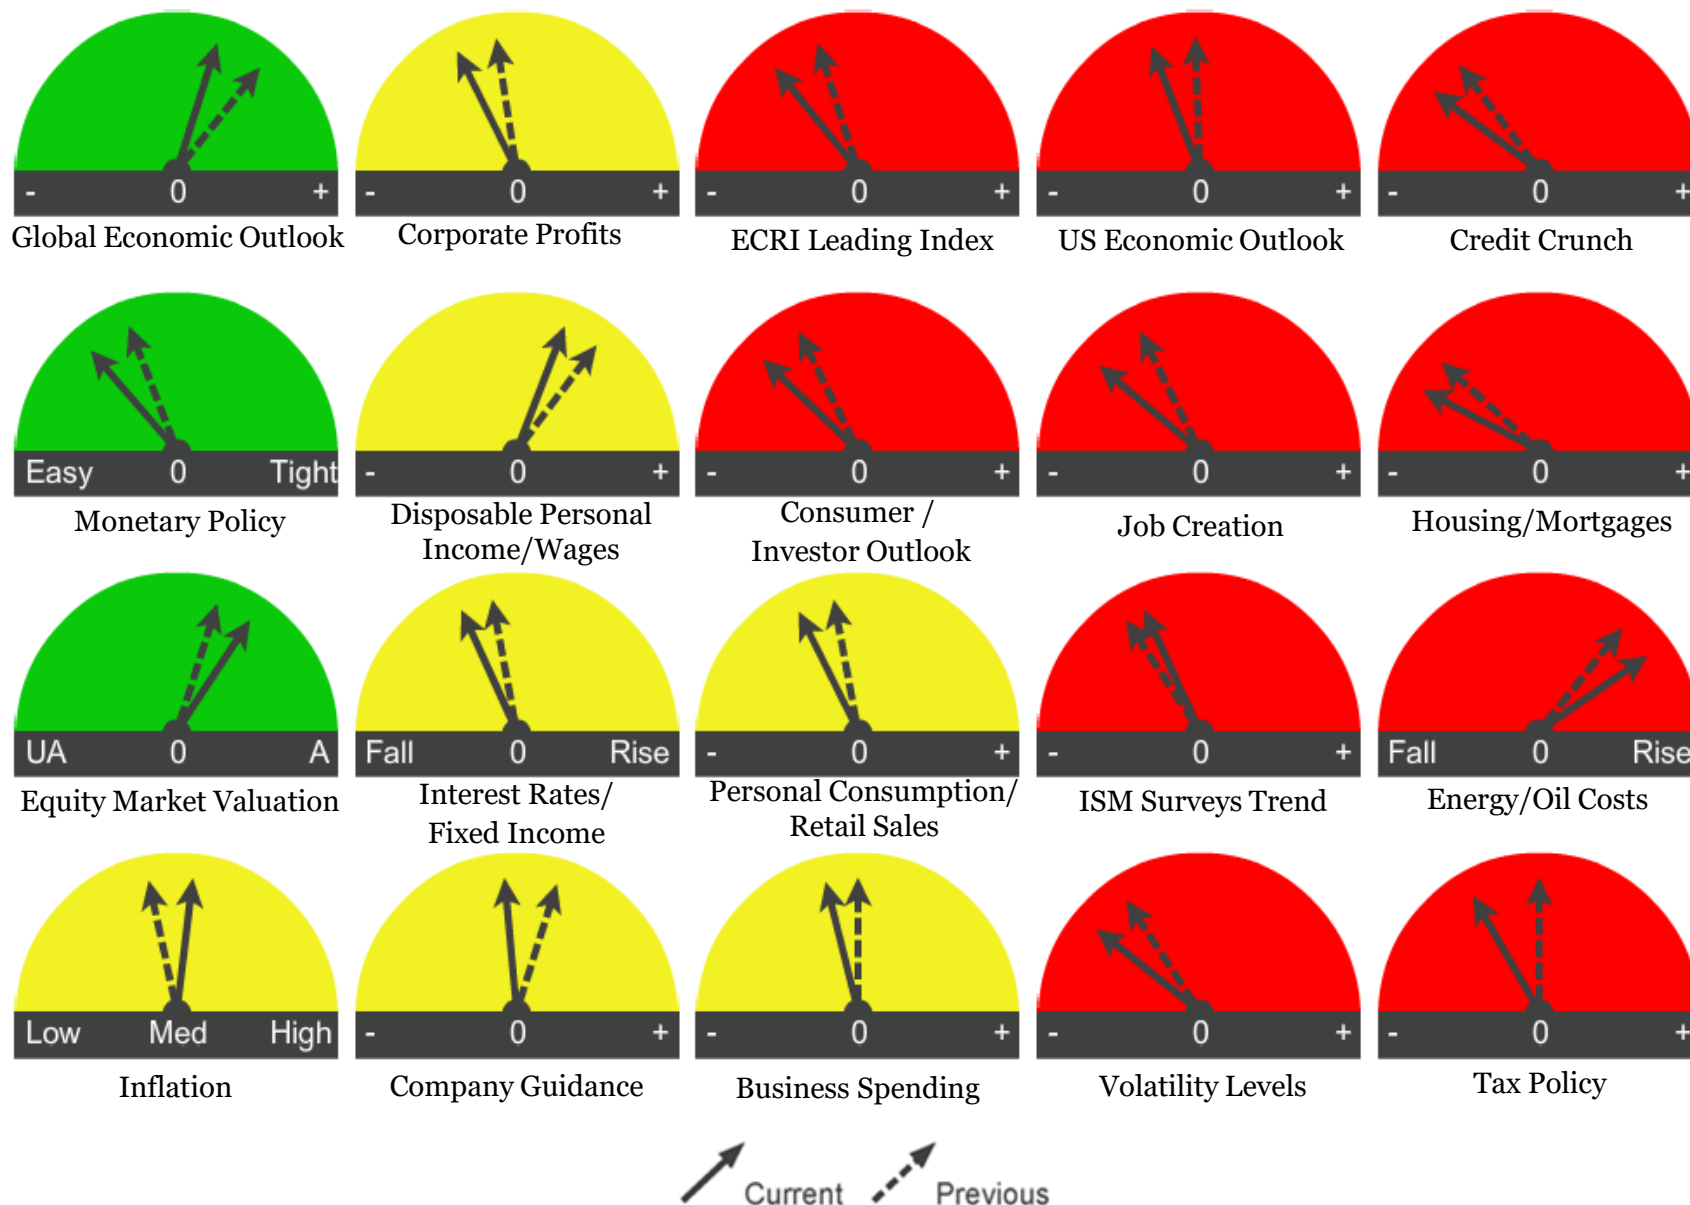 - 0 +
- 0 +
- 0 +
- 0 +
- 0 +
Global Economic Outlook
Corporate Profits
ECRI Leading Index
US Economic Outlook
Credit Crunch
Easy 0 Tight
- 0 +
- 0 +
- 0 +
- 0 +
Monetary Policy
Disposable Personal
Income/Wages
Consumer /
Investor Outlook
Job Creation
Housing/Mortgages
UA 0 A
Fall 0 Rise
- 0 +
- 0 +
Fall 0 Rise
Equity Market Valuation
Interest Rates/
Fixed Income
Personal Consumption/
Retail Sales
ISM Surveys Trend
Energy/Oil Costs
Low Med High
- 0 +
- 0 +
- 0 +
- 0 +
Inflation
Company Guidance
Business Spending
Volatility Levels
Tax Policy
Current
Previous